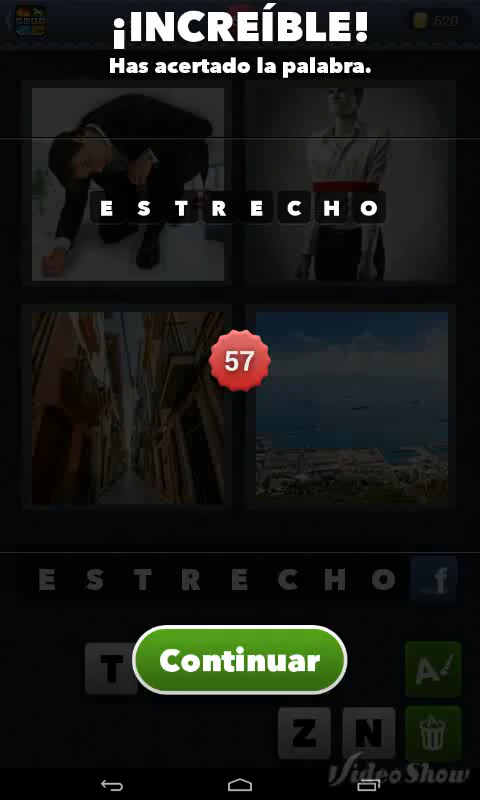 520
¡INCREÍBLE!
Has acertado la palabra.
ESTRECHO
57
ESTRECHO
f
T
Continuar
A
Z N
VideoShow